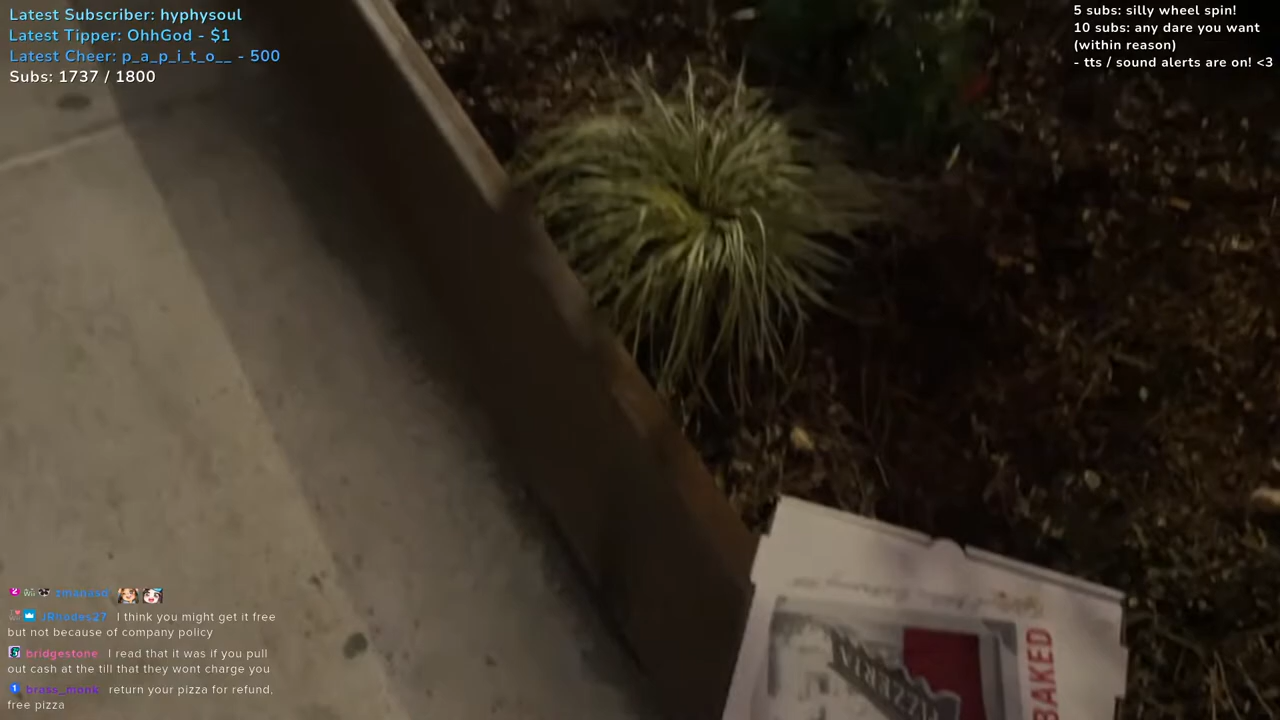 Latest Subscriber: hyphysoul
Latest Tipper: OhhGod - $1
Latest Cheer: p_a_p_i_t_o__ - 500
Subs: 1737 / 1800
5 subs: silly wheel spin!
10 subs: any dare you want
(within reason)
- tts / sound alerts are on! <3
JRhodes27 I think you might get it free
but not because of company policy
bridgestone I read that it was if you pull
out cash at the till that they wont charge you
brass_monk return your pizza for refund,
free pizza
PIZZERIA
BAKED